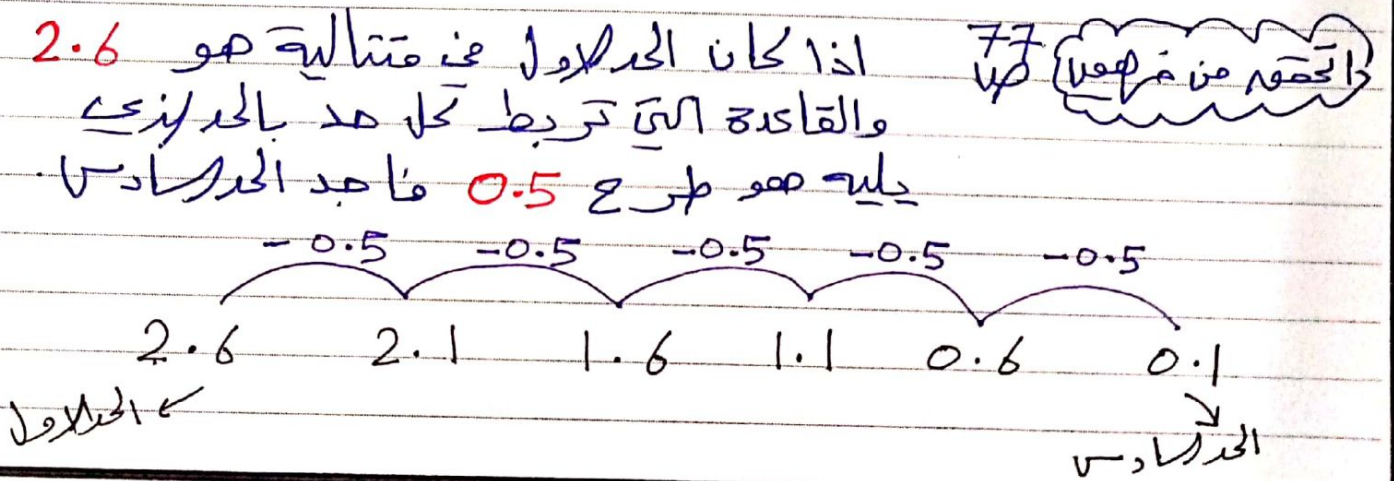 أتحقق من فهمي ص 77
اذا كان الحد الاول في متتالية هو 2.6
والقاعدة التي تربط كل حد بالحد الذي
يليه هو طرح 0.5 فاجد الحد السادس.
-0.5 -0.5 -0.5 -0.5 -0.5
2.6 2.1 1.6 1.1 0.6 0.1
الحد الاول
الحد السادس